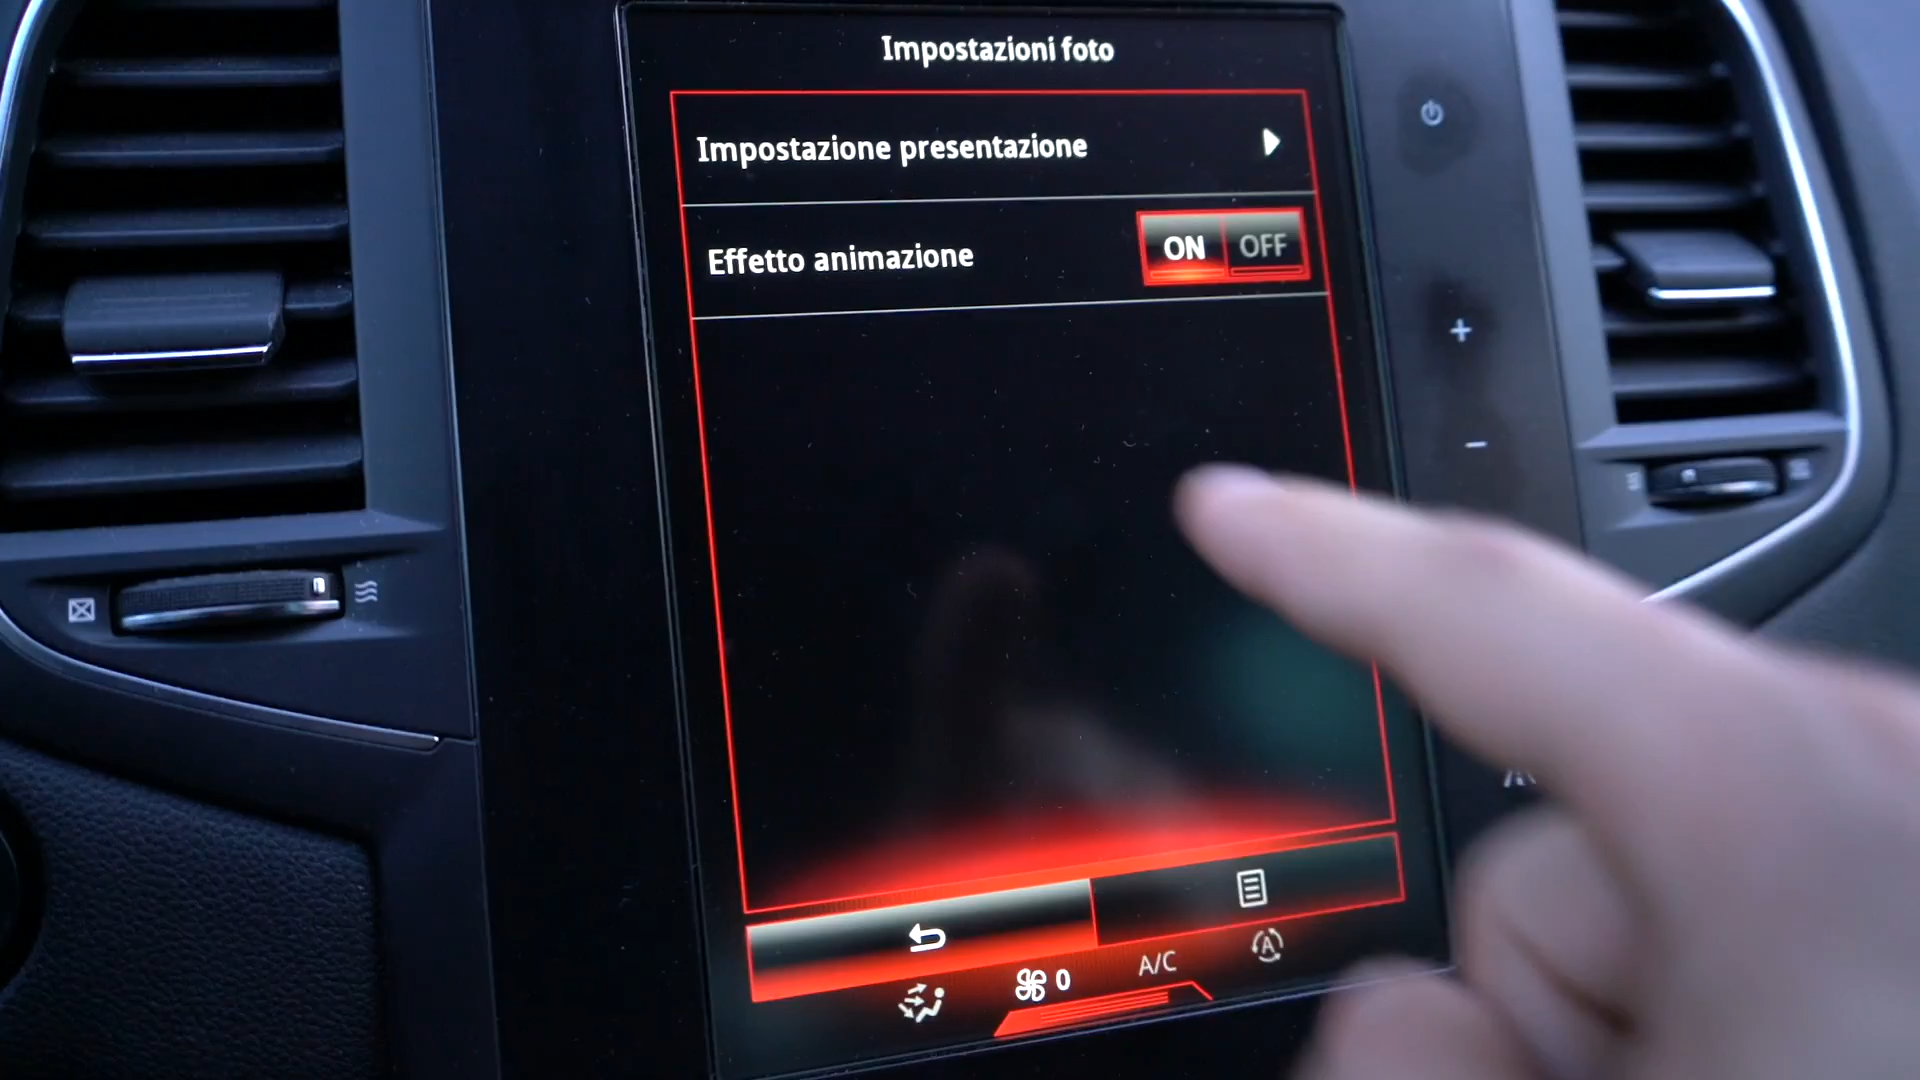 Impostazioni foto
Impostazione presentazione
Effetto animazione
ON OFF
0
A/C
A